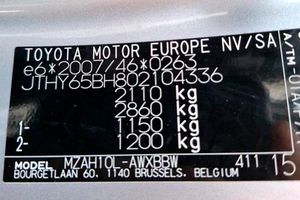 TOYOTA MOTOR EUROPE NV/SA
e6*2007/46*0263
JTHY65BH802104336
2110 kg
2860 kg
1- 1150 kg
2- 1200 kg
MODEL MZAH10L-AWXBBW 411 15
BOURGETLAAN 60, 1140 BRUSSELS, BELGIUM
A/TM-